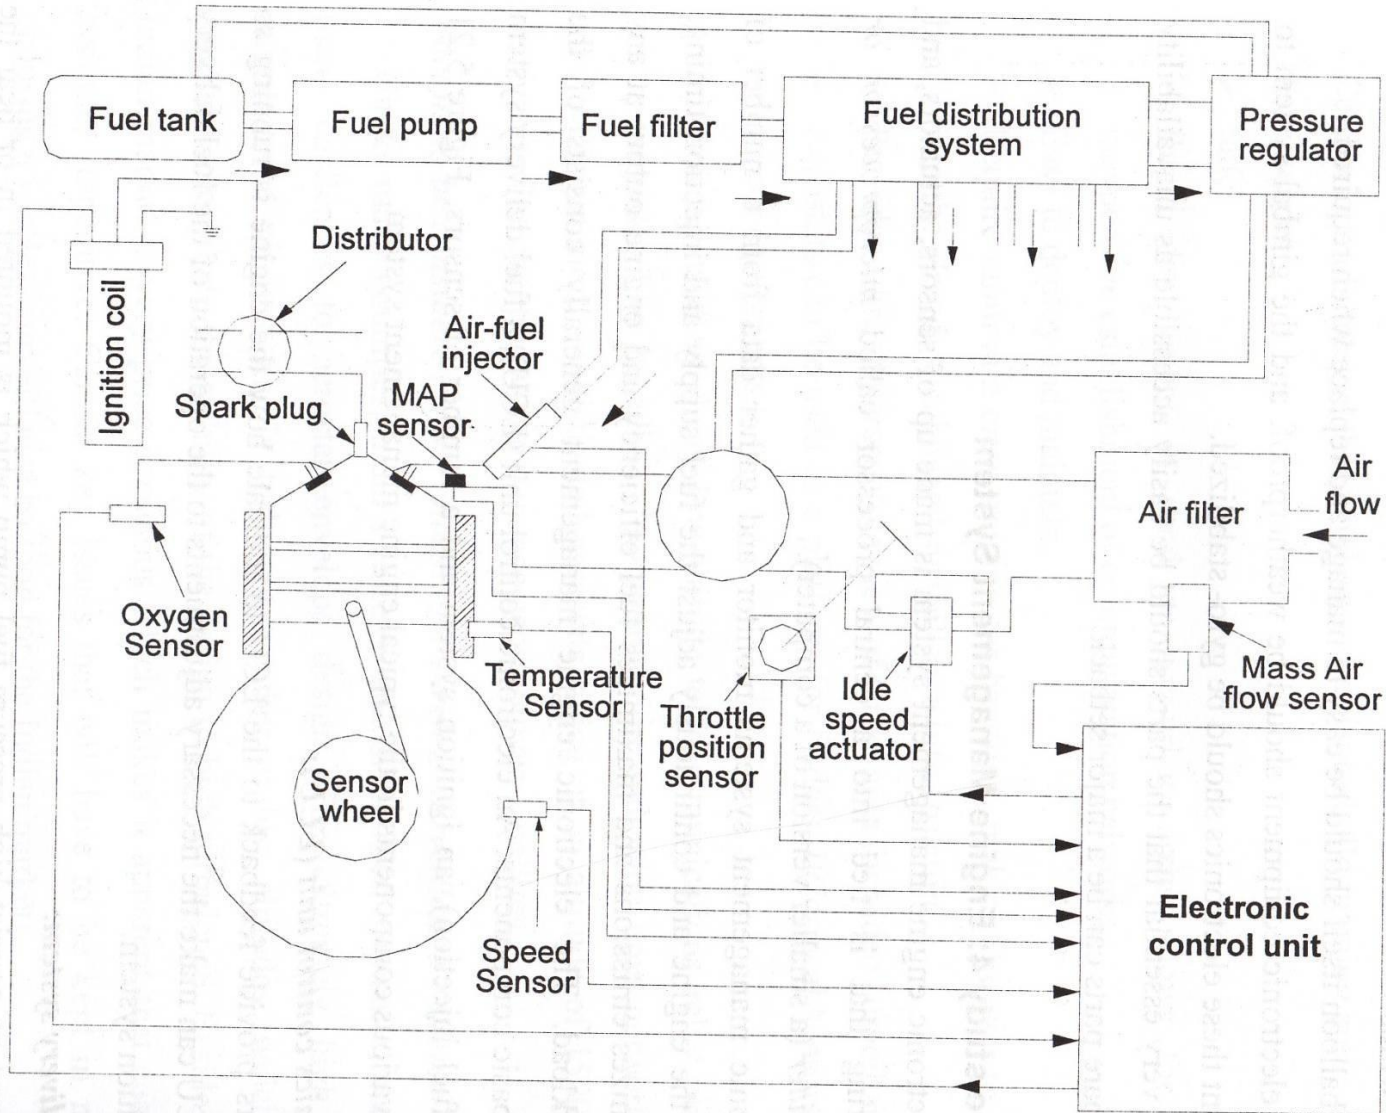 Fuel tank
Fuel pump
Fuel fillter
Fuel distribution
system
Pressure
regulator
Distributor
Ignition coil
Air-fuel
injector
Spark plug
MAP
sensor
Air
flow
Air filter
Oxygen
Sensor
Temperature
Sensor
Throttle
position
sensor
Idle
speed
actuator
Mass Air
flow sensor
Sensor
wheel
Speed
Sensor
Electronic
control unit